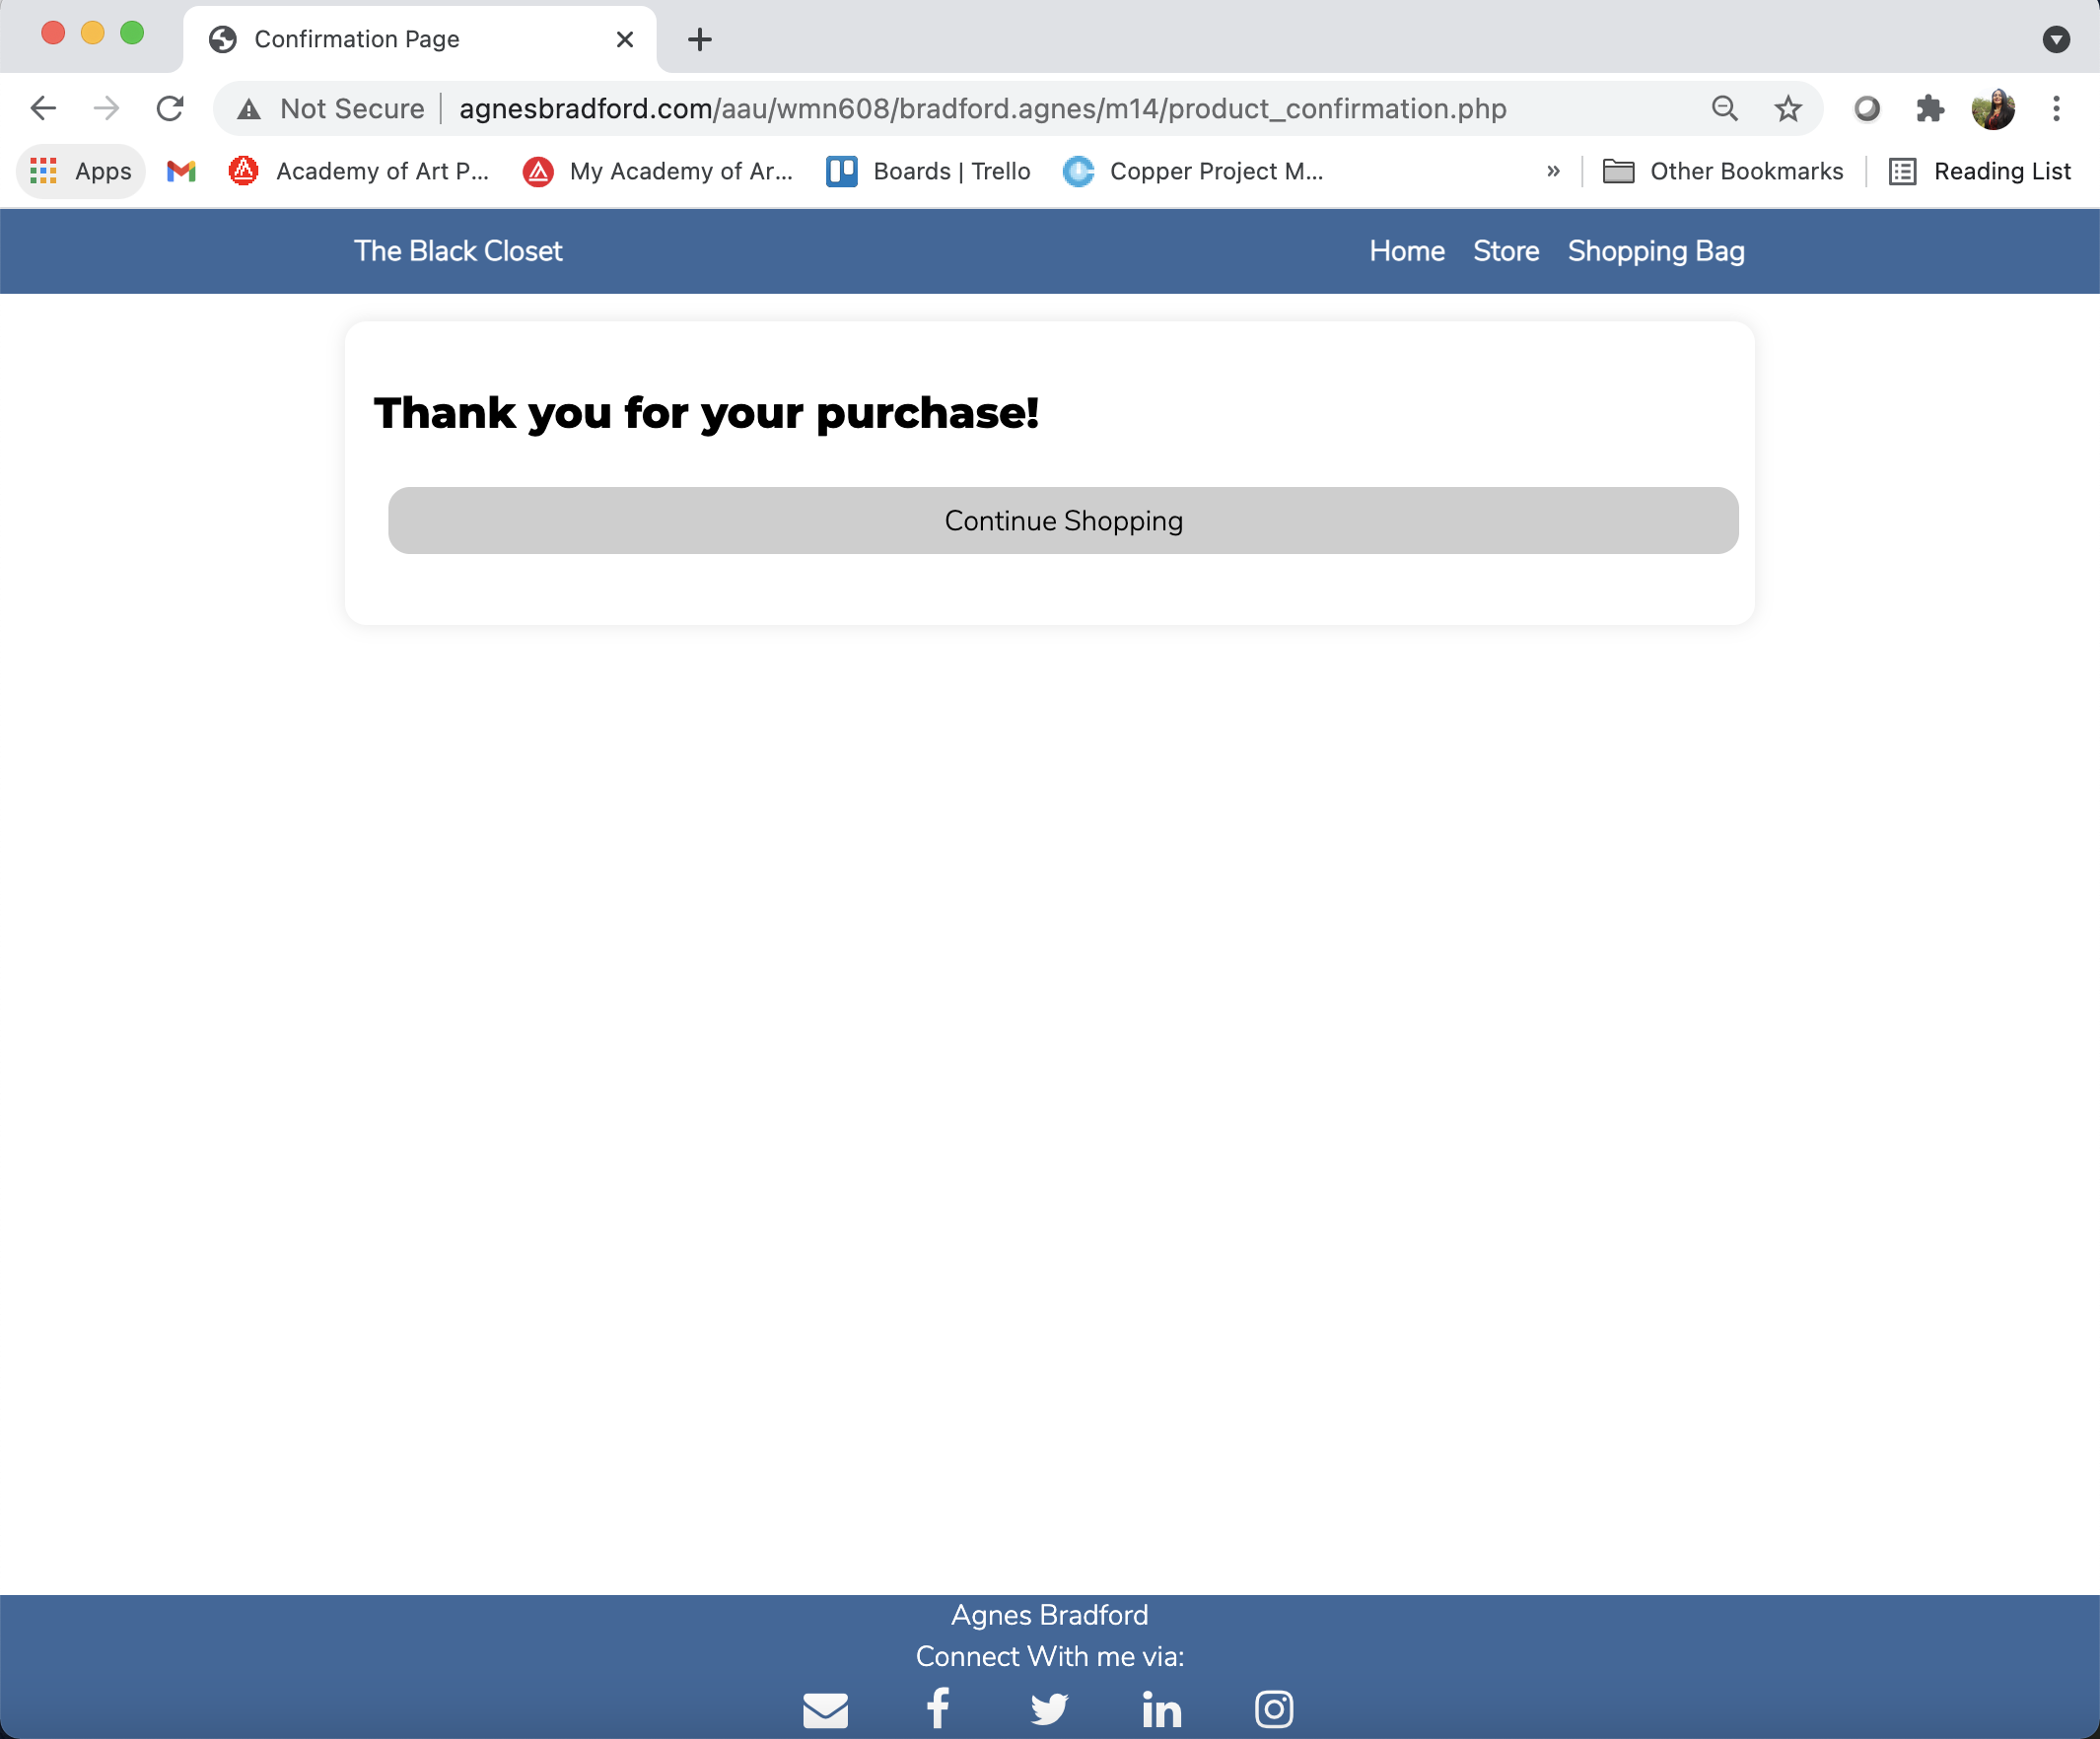 Confirmation Page
Not Secure agnesbradford.com/aau/wmn608/bradford.agnes/m14/product_confirmation.php
Apps Academy of Art P... My Academy of Ar... Boards | Trello Copper Project M... » Other Bookmarks Reading List
The Black Closet Home Store Shopping Bag
Thank you for your purchase!
Continue Shopping
Agnes Bradford
Connect With me via: